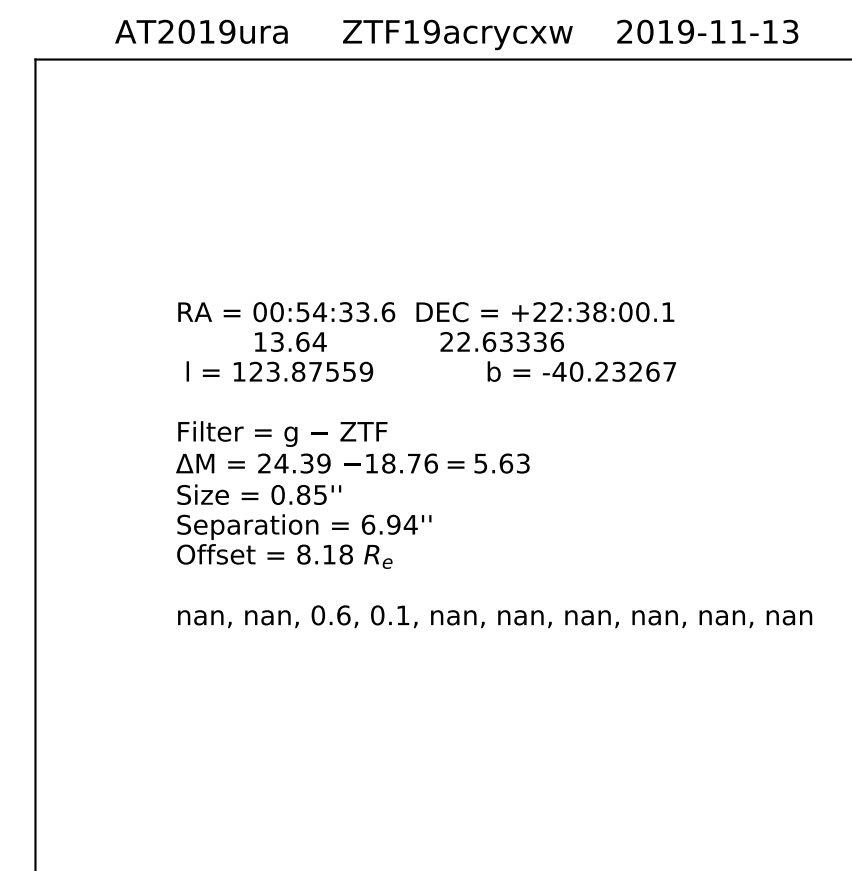 AT2019ura ZTF19acrycxw 2019-11-13
RA = 00:54:33.6 DEC = +22:38:00.1
13.64 22.63336
l = 123.87559 b = -40.23267
Filter = g − ZTF
ΔM = 24.39 −18.76 = 5.63
Size = 0.85''
Separation = 6.94''
Offset = 8.18 Re
nan, nan, 0.6, 0.1, nan, nan, nan, nan, nan, nan